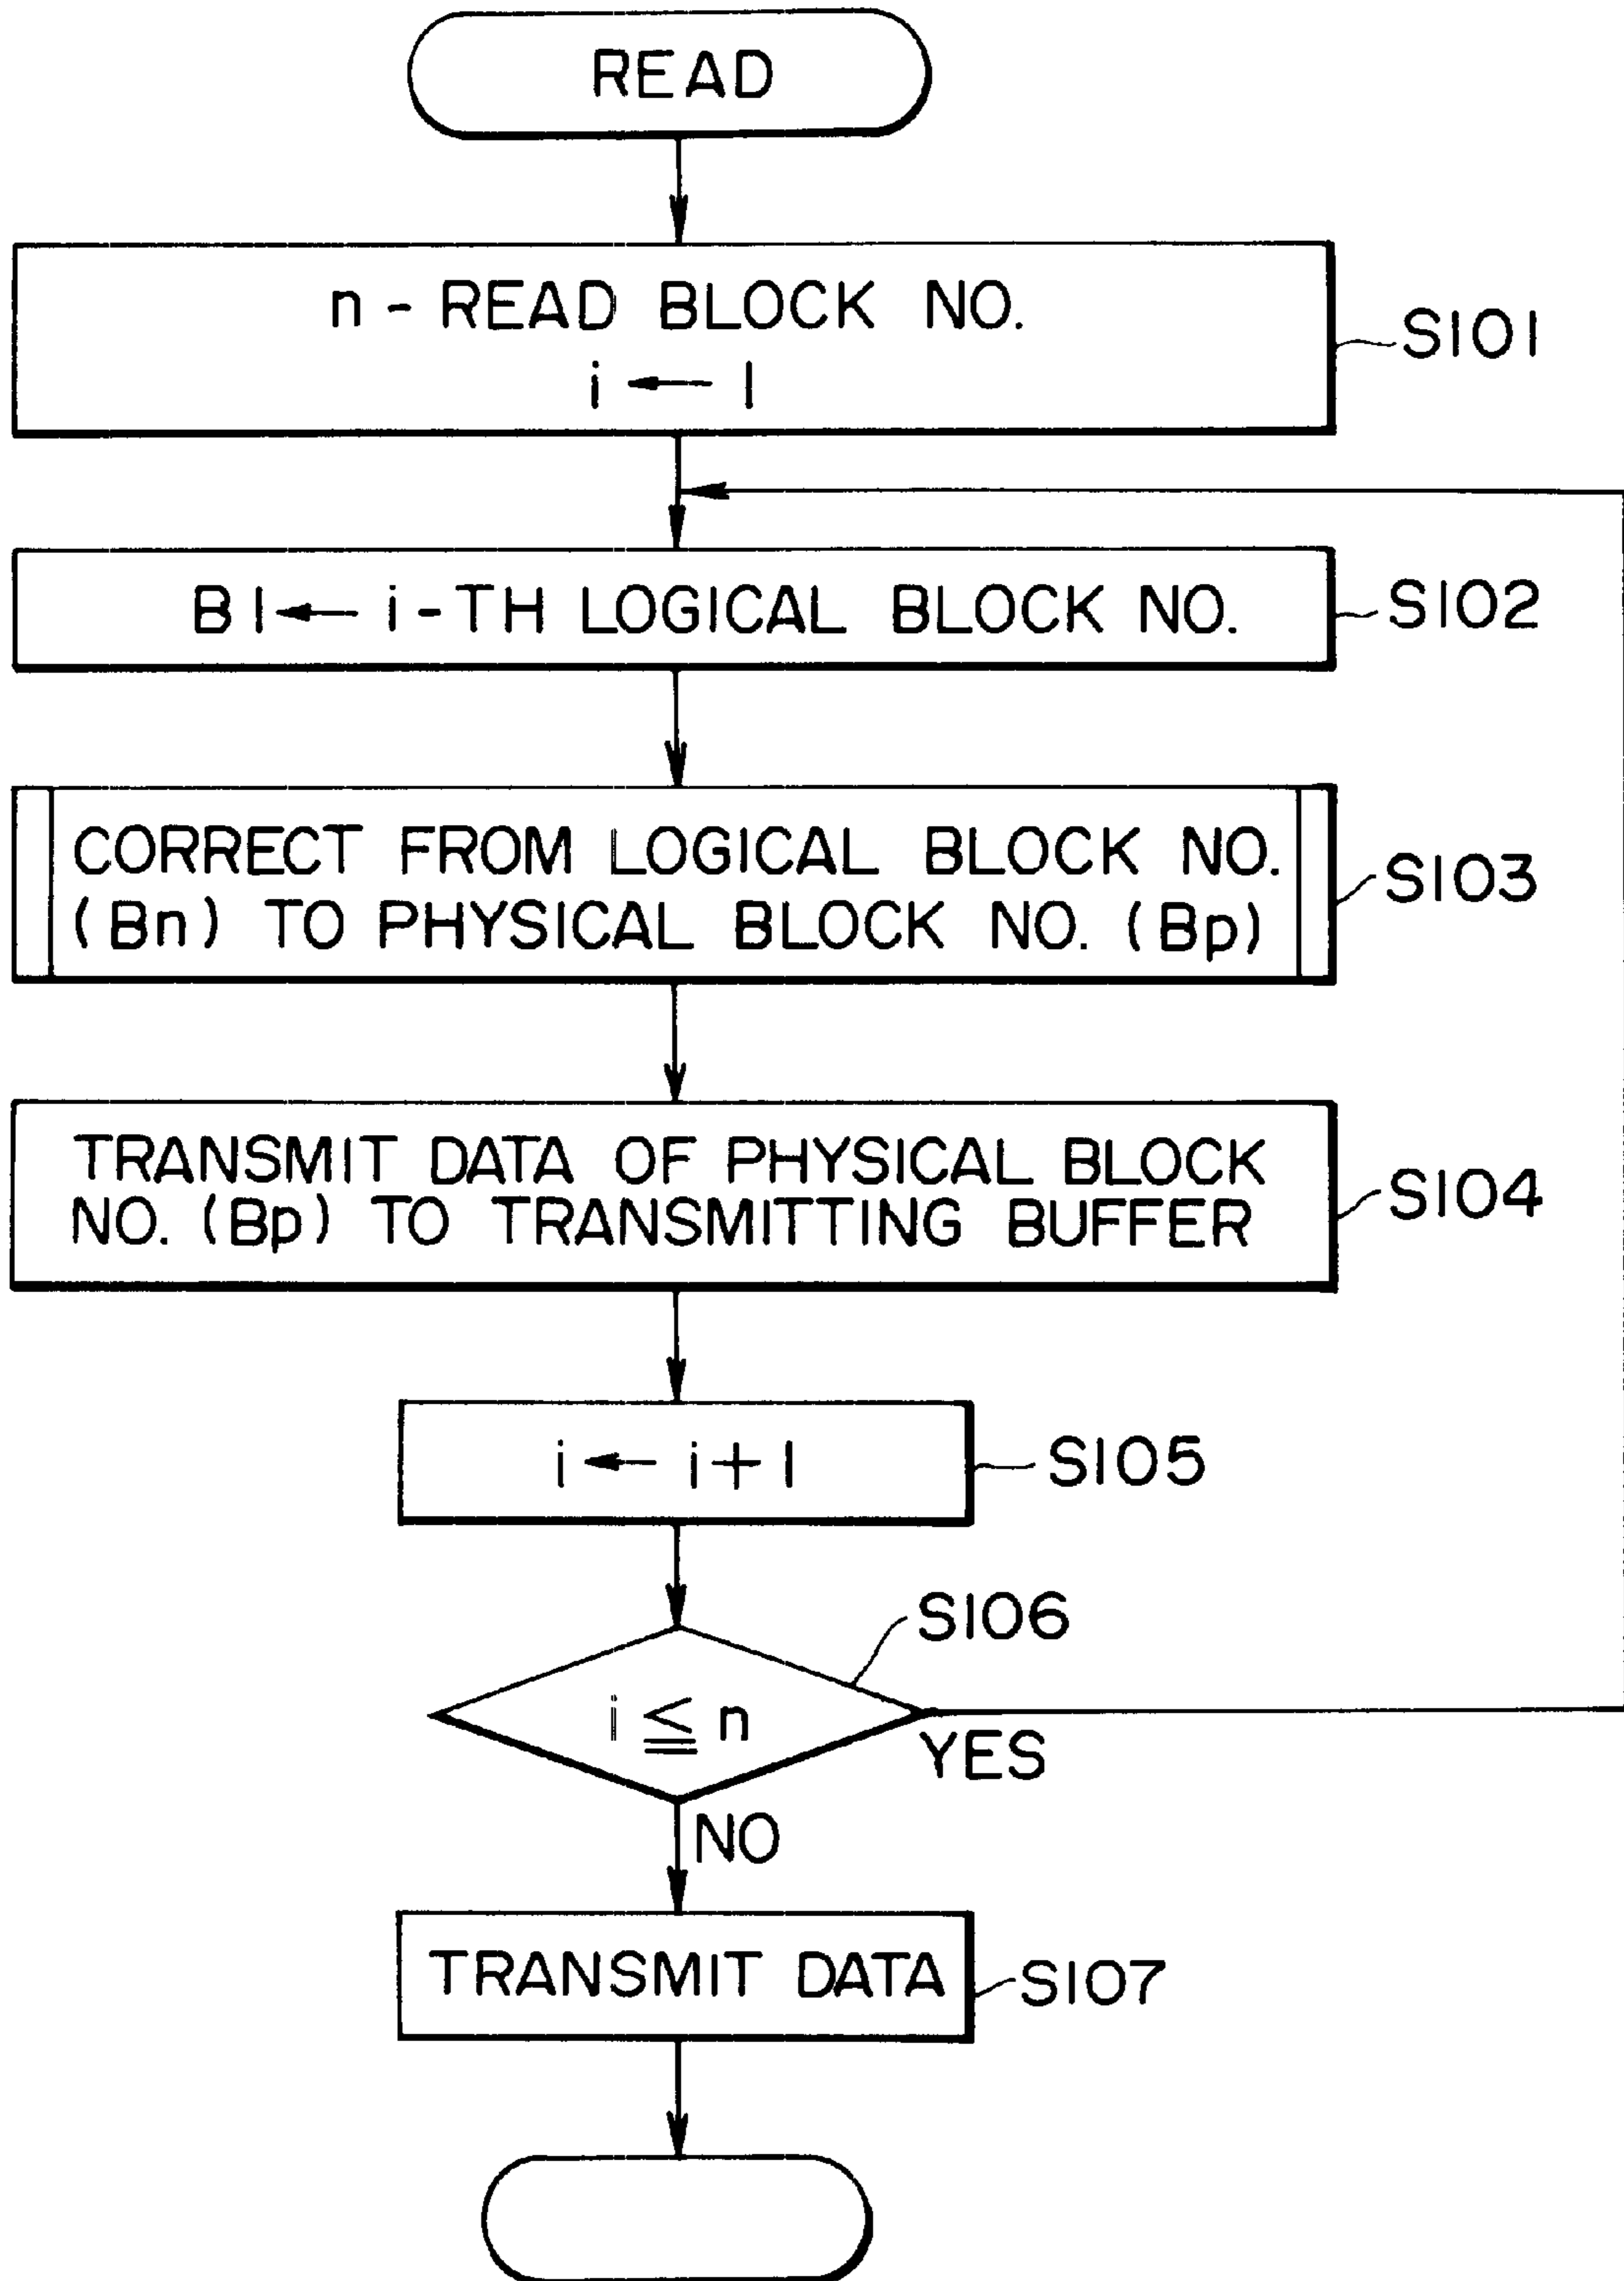 READ
n - READ BLOCK NO.
i ← 1
S101
B1 ← i - TH LOGICAL BLOCK NO.
S102
CORRECT FROM LOGICAL BLOCK NO.
(Bn) TO PHYSICAL BLOCK NO. (Bp)
S103
TRANSMIT DATA OF PHYSICAL BLOCK
NO. (Bp) TO TRANSMITTING BUFFER
S104
i ← i + 1
S105
S106
i ≦ n
YES
NO
TRANSMIT DATA
S107